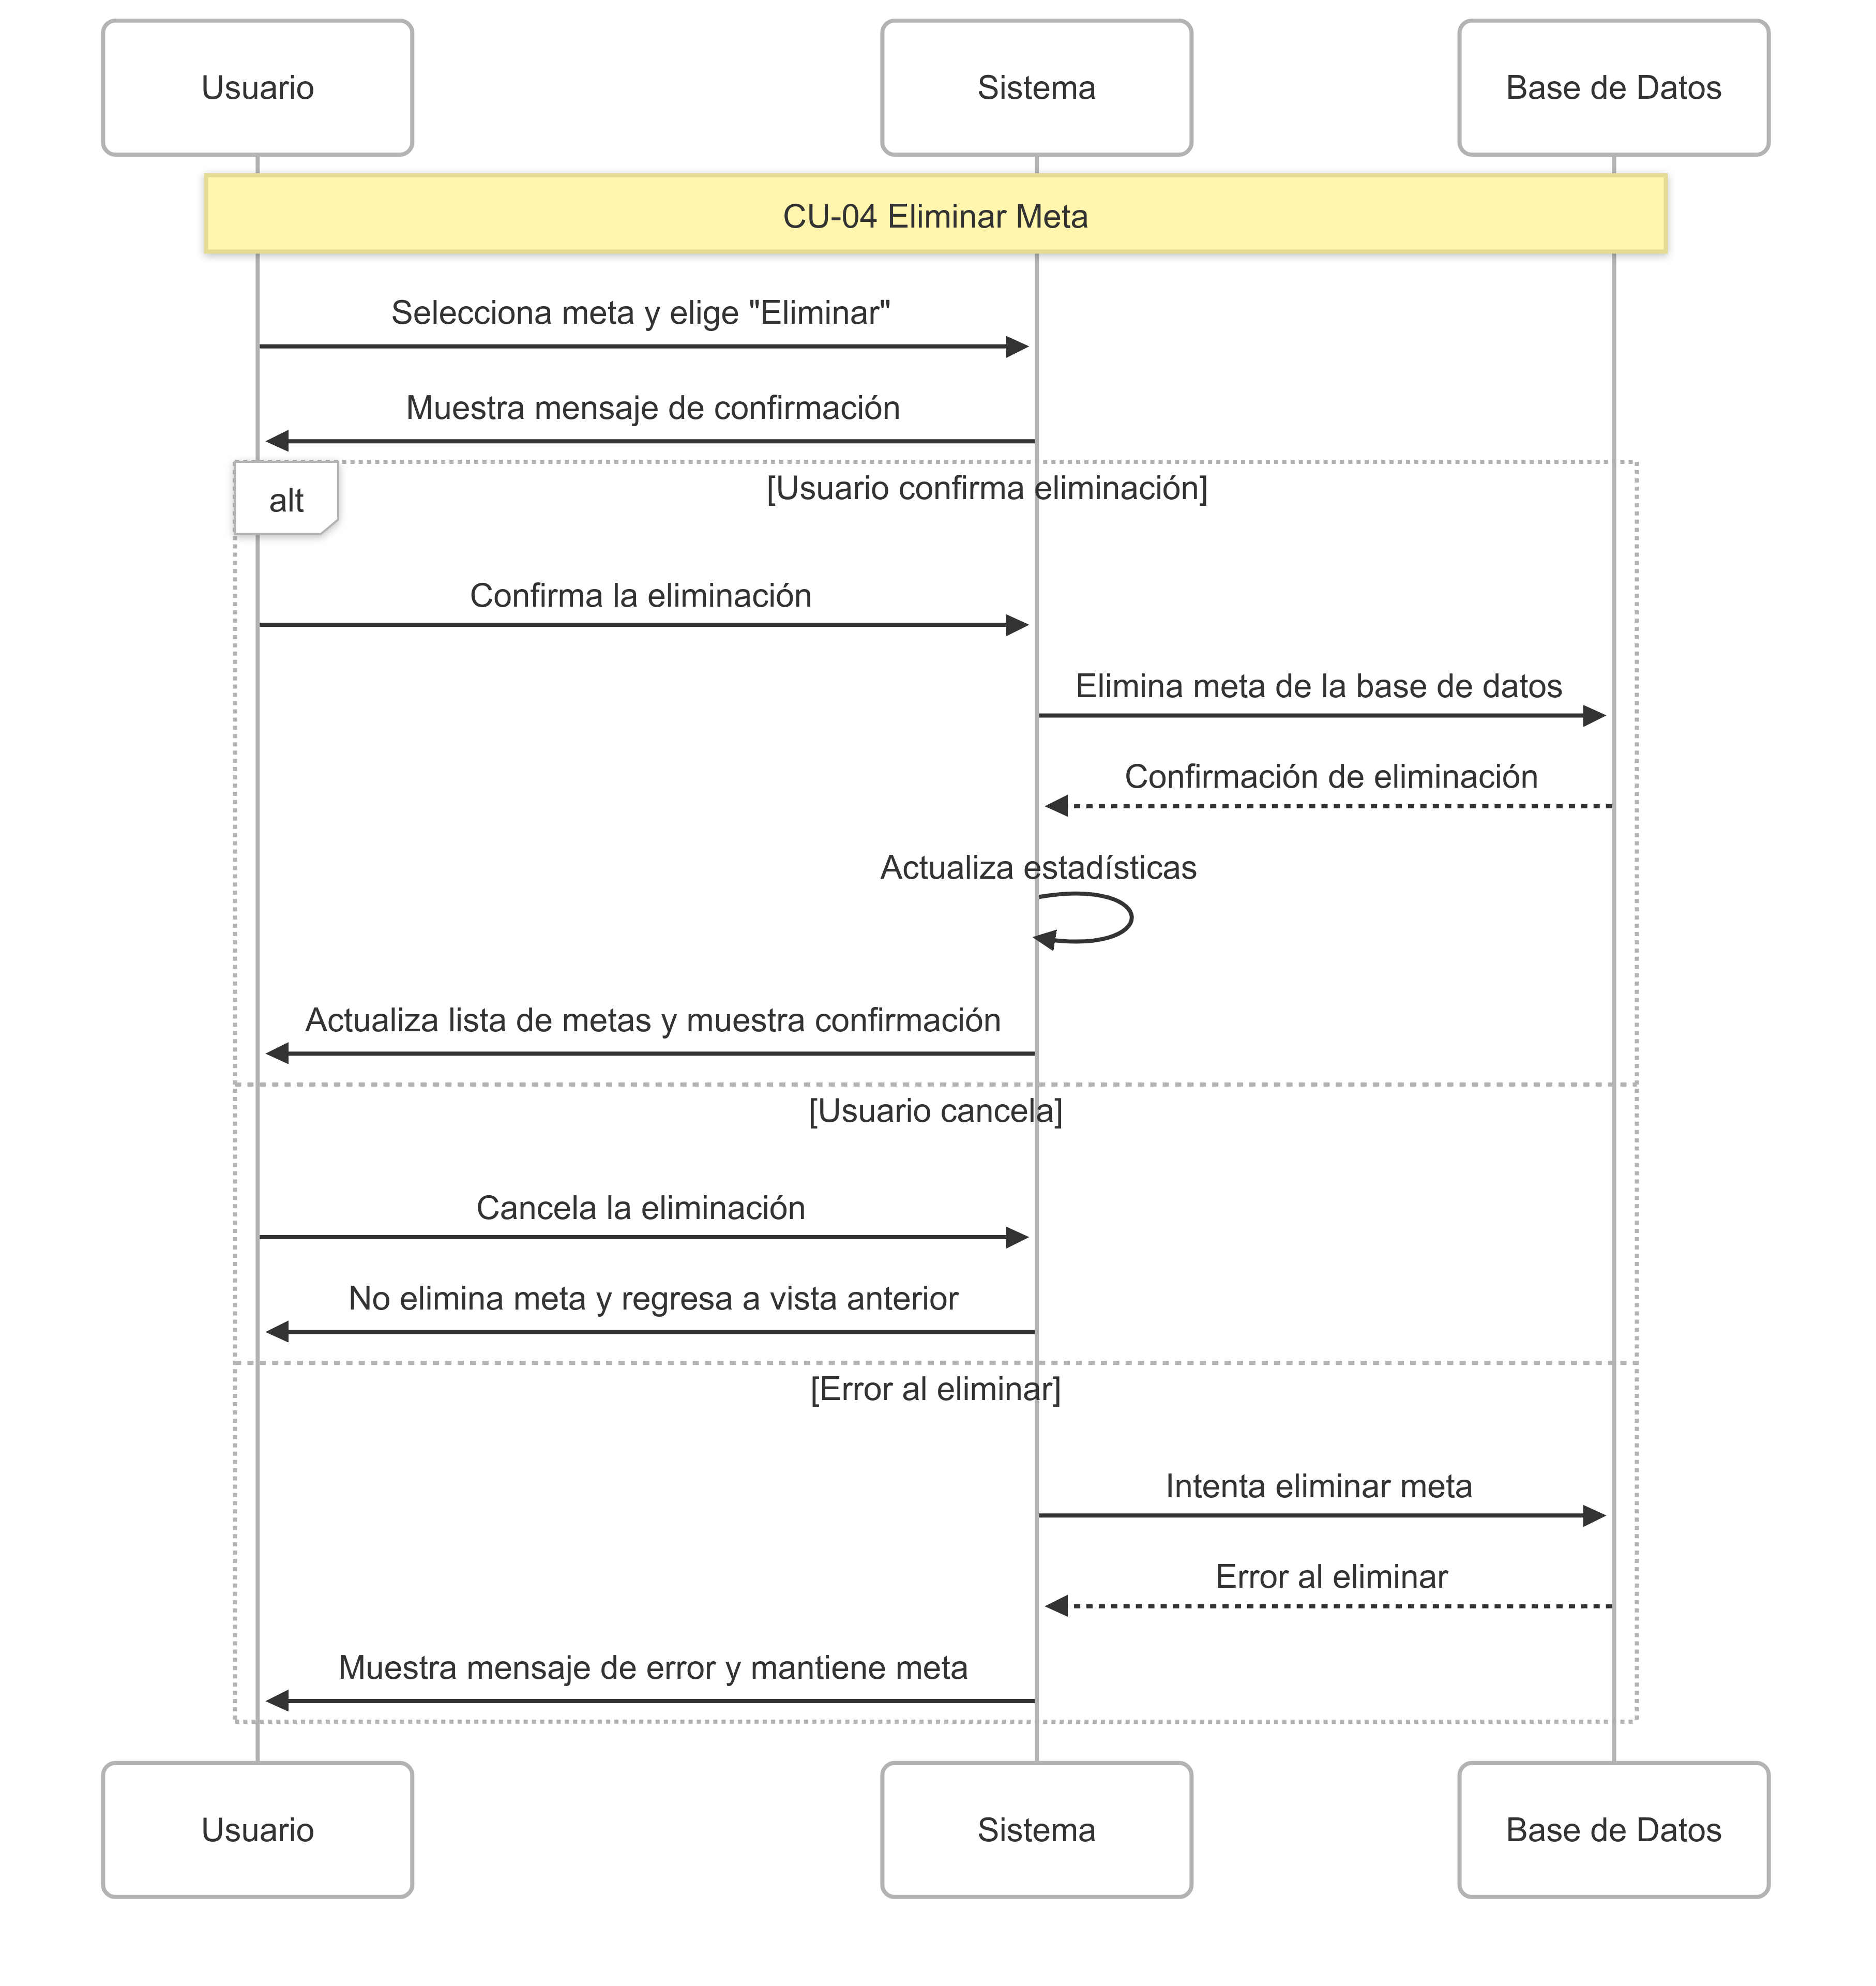 Usuario
Sistema
Base de Datos
CU-04 Eliminar Meta
Selecciona meta y elige "Eliminar"
Muestra mensaje de confirmación
alt
[Usuario confirma eliminación]
Confirma la eliminación
Elimina meta de la base de datos
Confirmación de eliminación
Actualiza estadísticas
Actualiza lista de metas y muestra confirmación
[Usuario cancela]
Cancela la eliminación
No elimina meta y regresa a vista anterior
[Error al eliminar]
Intenta eliminar meta
Error al eliminar
Muestra mensaje de error y mantiene meta
Usuario
Sistema
Base de Datos